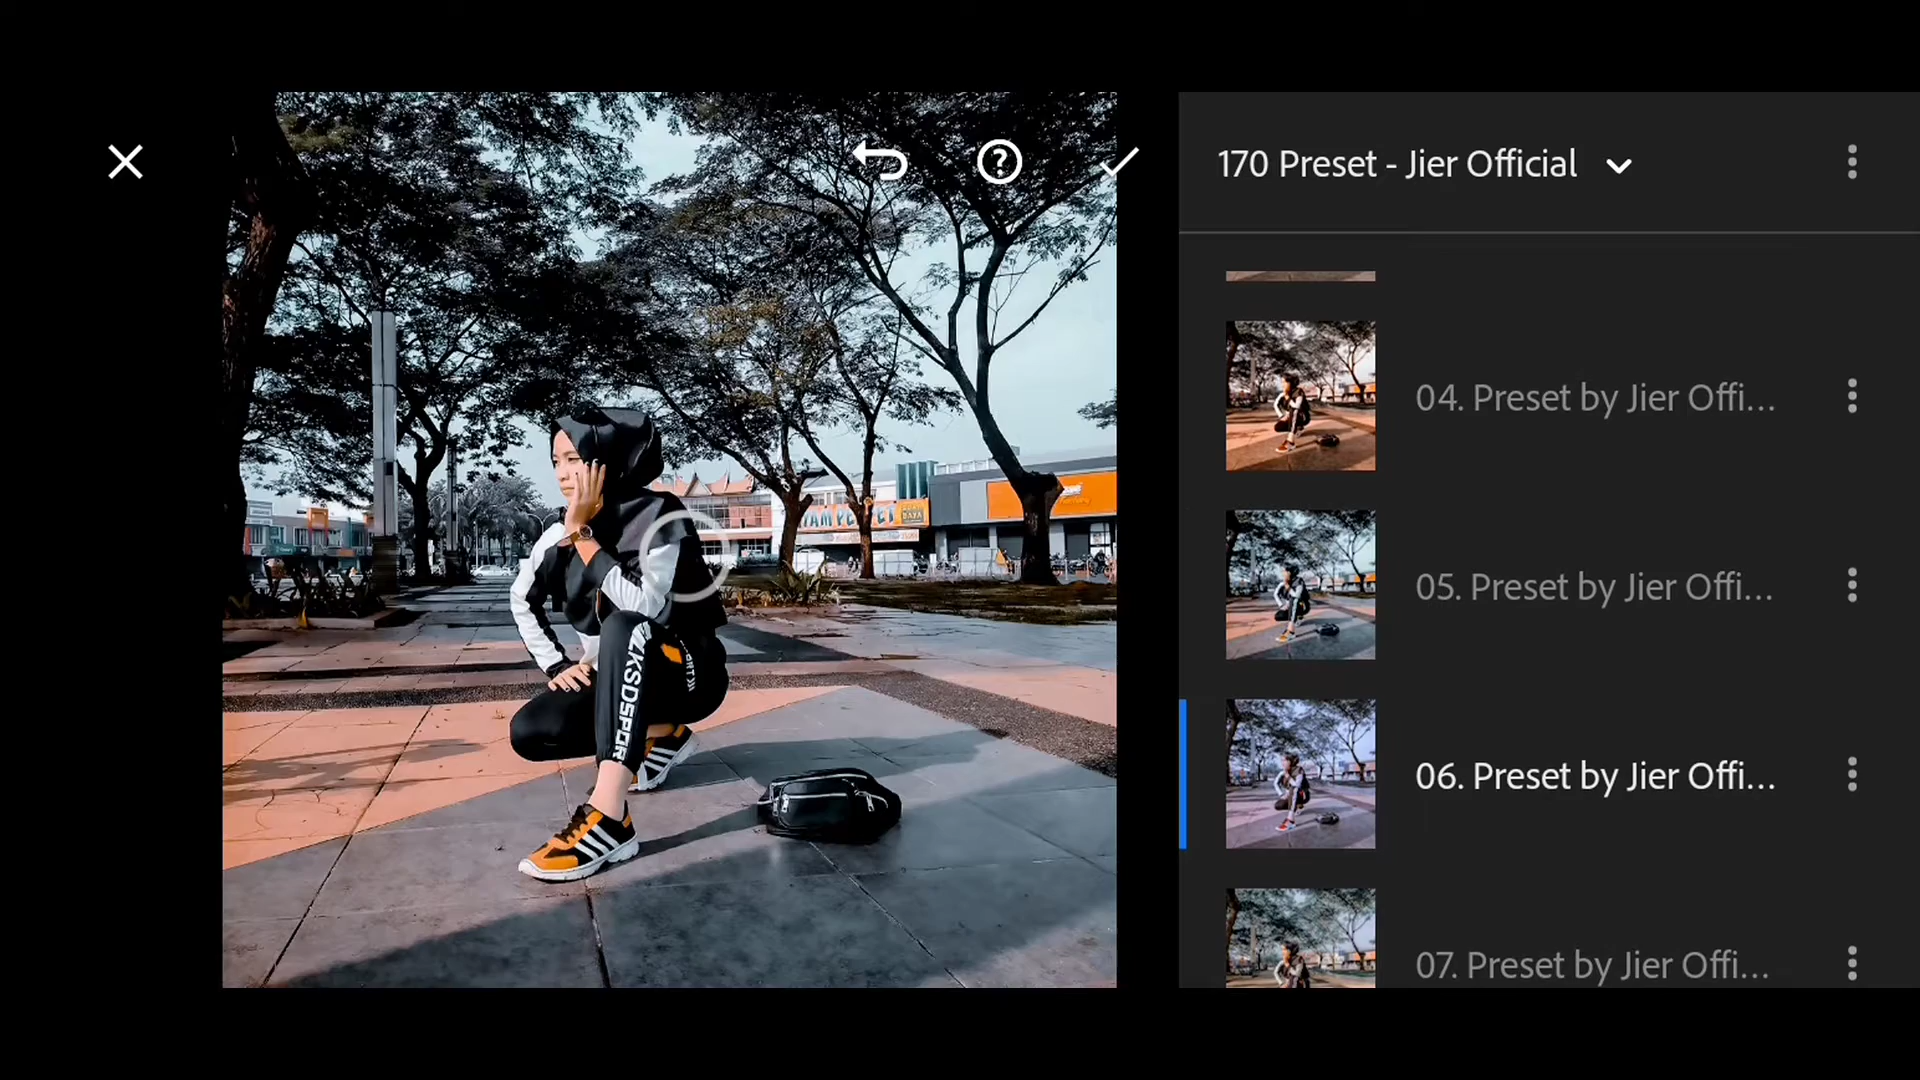 170 Preset - Jier Official
04. Preset by Jier Offi...
05. Preset by Jier Offi...
06. Preset by Jier Offi...
07. Preset by Jier Offi...